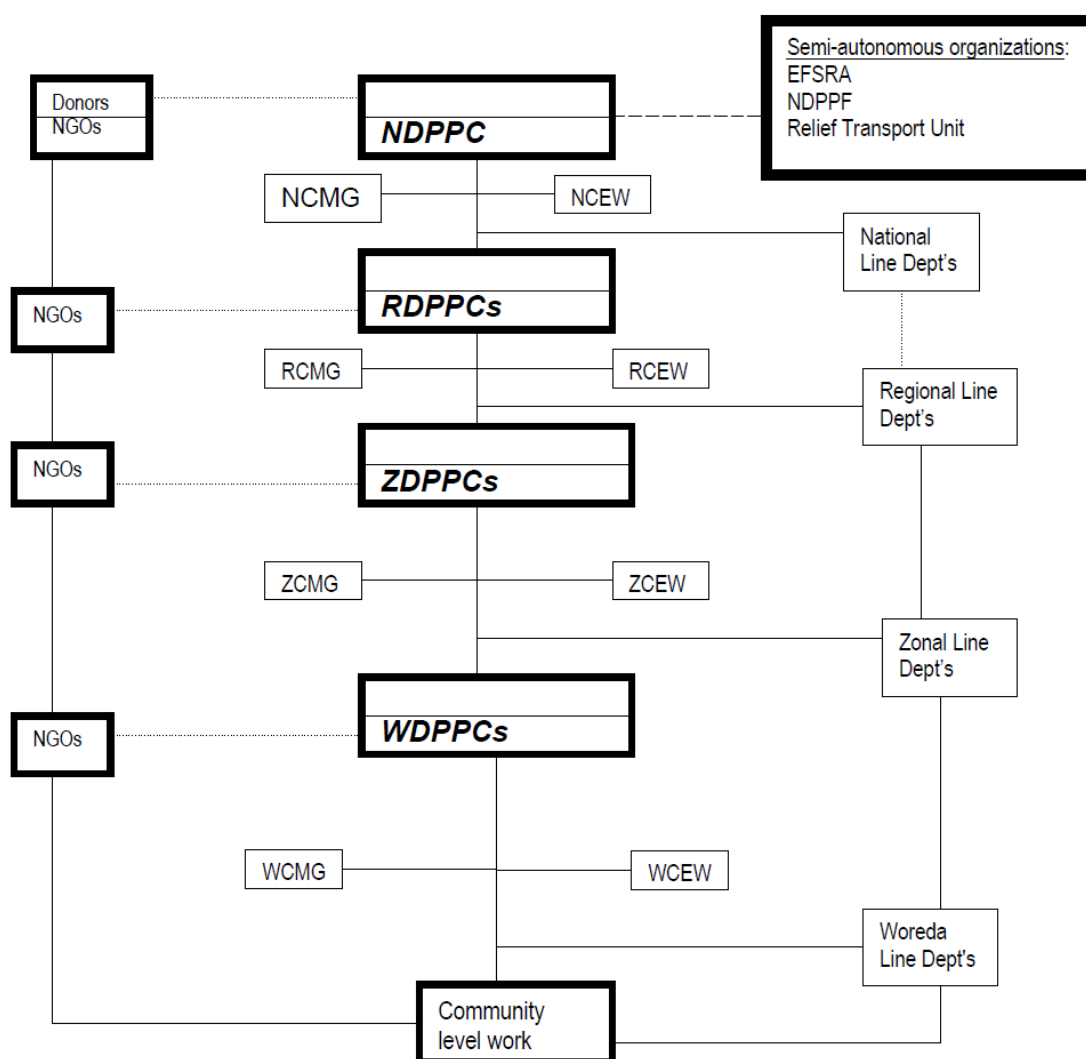 Semi-autonomous organizations:
EFSRA
NDPPF
Relief Transport Unit
Donors
NGOs
NDPPC
NCMG
NCEW
National
Line Dept's
RDPPCs
NGOs
RCMG
RCEW
Regional Line
Dept's
ZDPPCs
NGOs
ZCMG
ZCEW
Zonal Line
Dept's
WDPPCs
NGOs
WCMG
WCEW
Woreda
Line Dept's
Community
level work